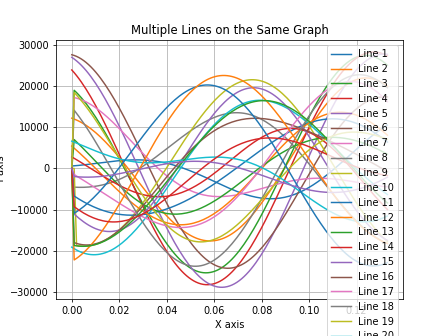 Multiple Lines on the Same Graph
30000
20000
10000
0
−10000
−20000
−30000
0.00
0.02
0.04
0.06
0.08
0.10
X axis
Line 1
Line 2
Line 3
Line 4
Line 5
Line 6
Line 7
Line 8
Line 9
Line 10
Line 11
Line 12
Line 13
Line 14
Line 15
Line 16
Line 17
Line 18
Line 19
Line 20